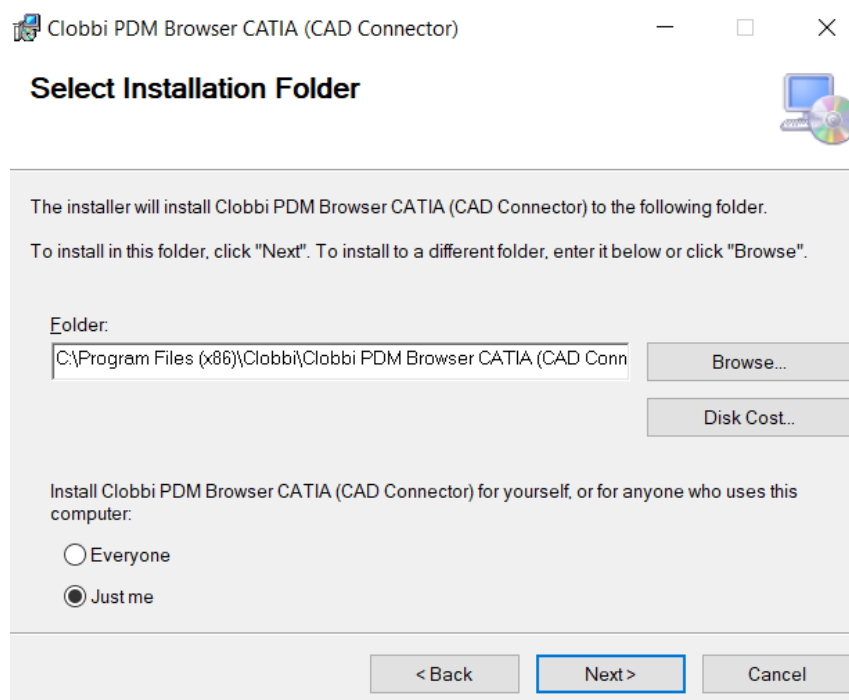 Clobbi PDM Browser CATIA (CAD Connector)
Select Installation Folder
The installer will install Clobbi PDM Browser CATIA (CAD Connector) to the following folder.
To install in this folder, click "Next". To install to a different folder, enter it below or click "Browse".
Folder:
C:\Program Files (x86)\Clobbi\Clobbi PDM Browser CATIA (CAD Conn
Browse...
Disk Cost...
Install Clobbi PDM Browser CATIA (CAD Connector) for yourself, or for anyone who uses this
computer:
Everyone
Just me
< Back
Next >
Cancel